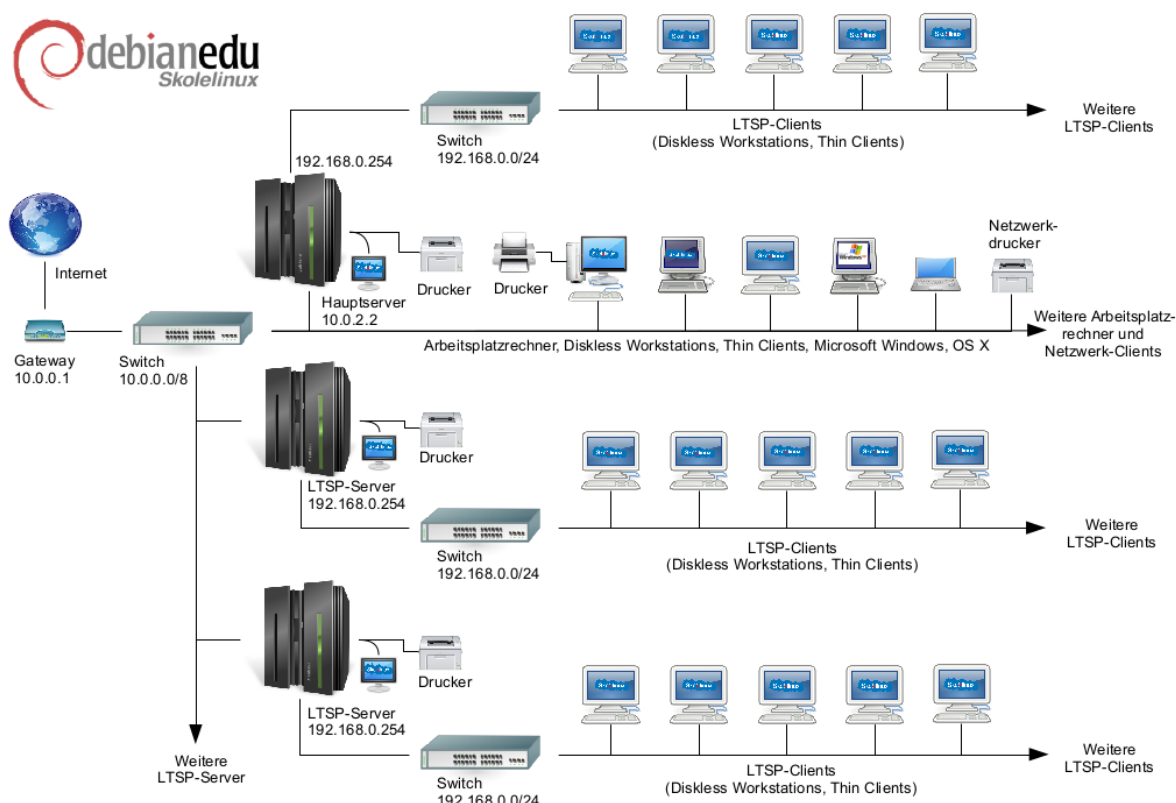 debianedu
Skolelinux
192.168.0.254
Switch
192.168.0.0/24
LTSP-Clients
(Diskless Workstations, Thin Clients)
Weitere
LTSP-Clients
Internet
Hauptserver
10.0.2.2
Drucker
Drucker
Netzwerk-
drucker
Gateway
10.0.0.1
Switch
10.0.0.0/8
Arbeitsplatzrechner, Diskless Workstations, Thin Clients, Microsoft Windows, OS X
Weitere Arbeitsplatz-
rechner und
Netzwerk-Clients
Drucker
LTSP-Server
192.168.0.254
Switch
192.168.0.0/24
LTSP-Clients
(Diskless Workstations, Thin Clients)
Weitere
LTSP-Clients
Drucker
LTSP-Server
192.168.0.254
Weitere
LTSP-Server
Switch
192.168.0.0/24
LTSP-Clients
(Diskless Workstations, Thin Clients)
Weitere
LTSP-Clients